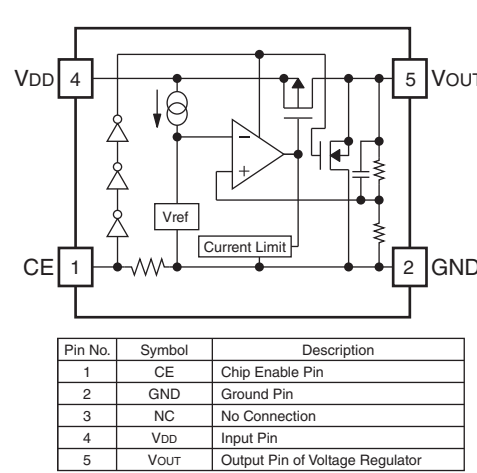 VDD 4
5 VOUT
−
+
Vref
Current Limit
CE 1
2 GND
Pin No. Symbol Description
1 CE Chip Enable Pin
2 GND Ground Pin
3 NC No Connection
4 VDD Input Pin
5 VOUT Output Pin of Voltage Regulator